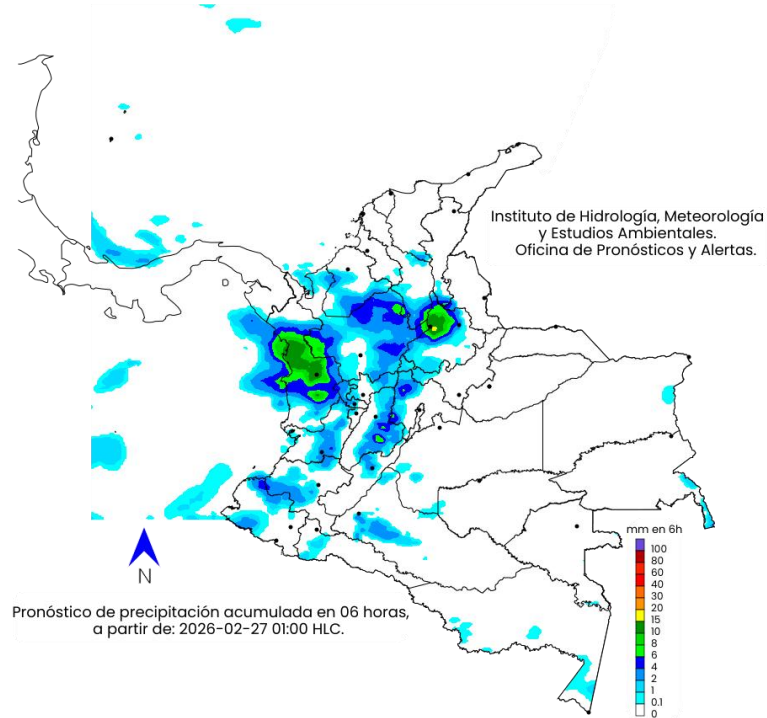 Instituto de Hidrología, Meteorología
y Estudios Ambientales.
Oficina de Pronósticos y Alertas.
mm en 6h
100
80
60
40
30
20
15
10
8
6
4
2
1
0.1
0
N
Pronóstico de precipitación acumulada en 06 horas,
a partir de: 2026-02-27 01:00 HLC.